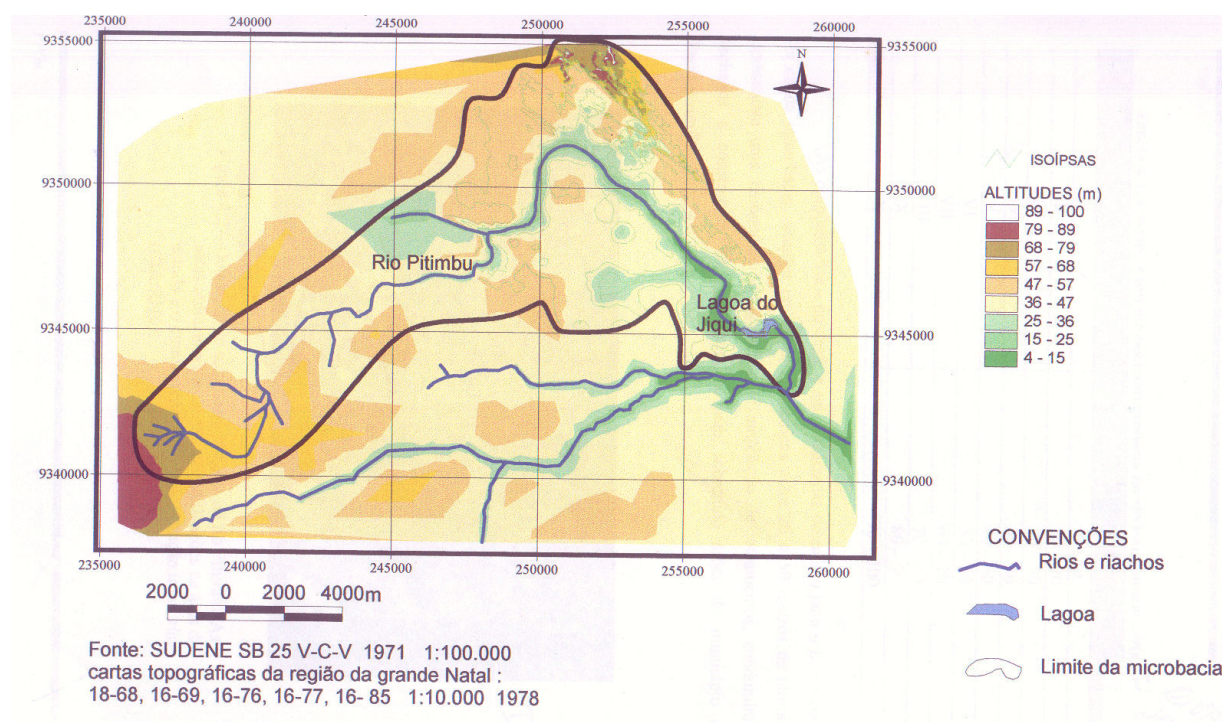 235000 240000 245000 250000 255000 260000
9355000
9355000
N
9350000
9350000
ISOÍPSAS
ALTITUDES (m)
89 - 100
79 - 89
68 - 79
57 - 68
47 - 57
36 - 47
25 - 36
15 - 25
4 - 15
Rio Pitimbu
Lagoa do
Jiqui
9345000
9345000
9340000
9340000
235000 240000 245000 250000 255000 260000
2000 0 2000 4000m
CONVENÇÕES
Rios e riachos
Lagoa
Limite da microbacia
Fonte: SUDENE SB 25 V-C-V 1971 1:100.000
cartas topográficas da região da grande Natal :
18-68, 16-69, 16-76, 16-77, 16- 85 1:10.000 1978